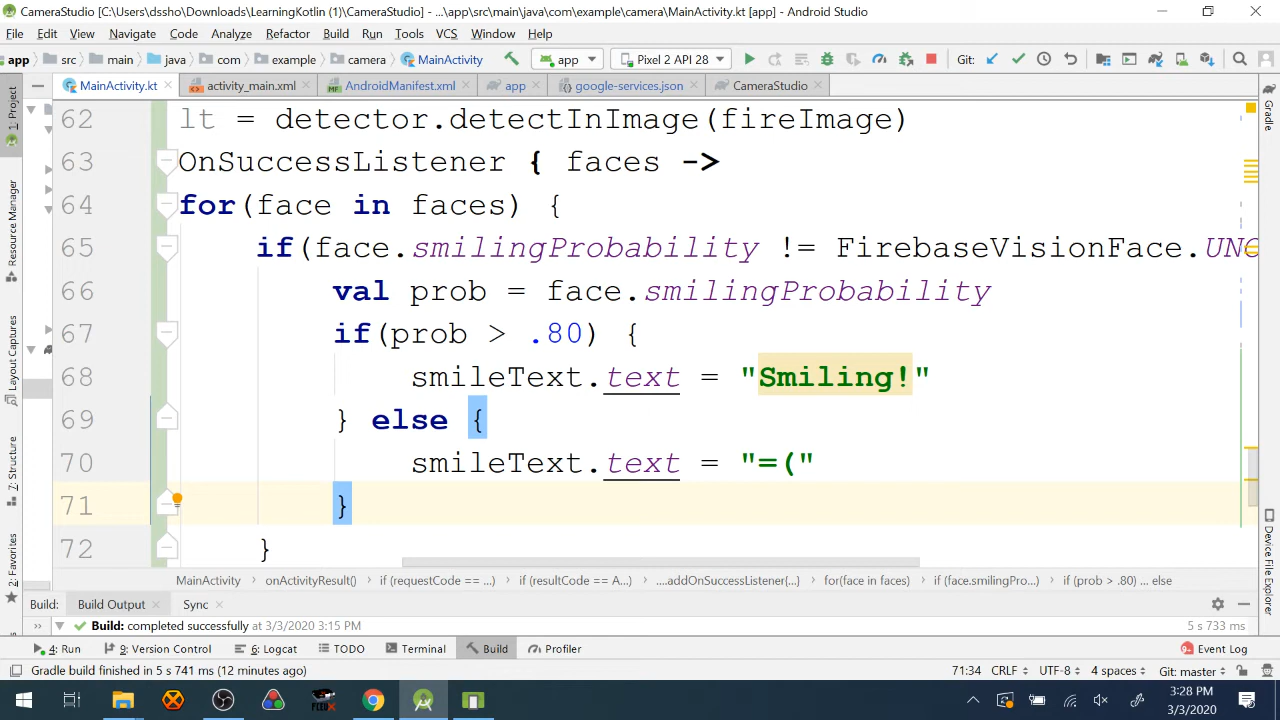 CameraStudio [C:\Users\dssho\Downloads\LearningKotlin (1)\CameraStudio] - ...\app\src\main\java\com\example\camera\MainActivity.kt [app] - Android Studio
File Edit View Navigate Code Analyze Refactor Build Run Tools VCS Window Help
app src main java com example camera MainActivity app Pixel 2 API 28 Git:
MainActivity.kt activity_main.xml AndroidManifest.xml app google-services.json CameraStudio
1: Project
Resource Manager
Layout Captures
7: Structure
2: Favorites
Gradle
Device File Explorer
62 lt = detector.detectInImage(fireImage)
63 OnSuccessListener { faces ->
64 for(face in faces) {
65 if(face.smilingProbability != FirebaseVisionFace.UNC
66 val prob = face.smilingProbability
67 if(prob > .80) {
68 smileText.text = "Smiling!"
69 } else {
70 smileText.text = "=("
71 }
72 }
MainActivity onActivityResult() if (requestCode == ...) if (resultCode == A...) ....addOnSuccessListener{...} for(face in faces) if (face.smilingPro...) if (prob > .80) ... else
Build: Build Output Sync
Build: completed successfully at 3/3/2020 3:15 PM 5 s 733 ms
4: Run 9: Version Control 6: Logcat TODO Terminal Build Profiler Event Log
Gradle build finished in 5 s 741 ms (12 minutes ago) 71:34 CRLF UTF-8 4 spaces Git: master
3:28 PM
3/3/2020